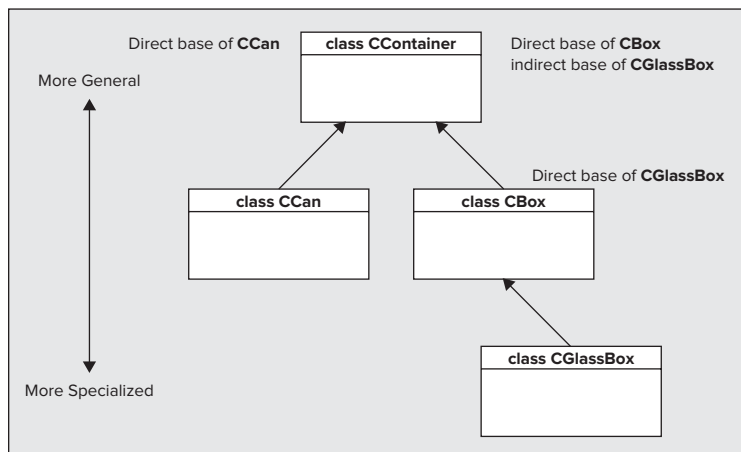 Direct base of CCan
class CContainer
Direct base of CBox
indirect base of CGlassBox
More General
Direct base of CGlassBox
class CCan
class CBox
class CGlassBox
More Specialized